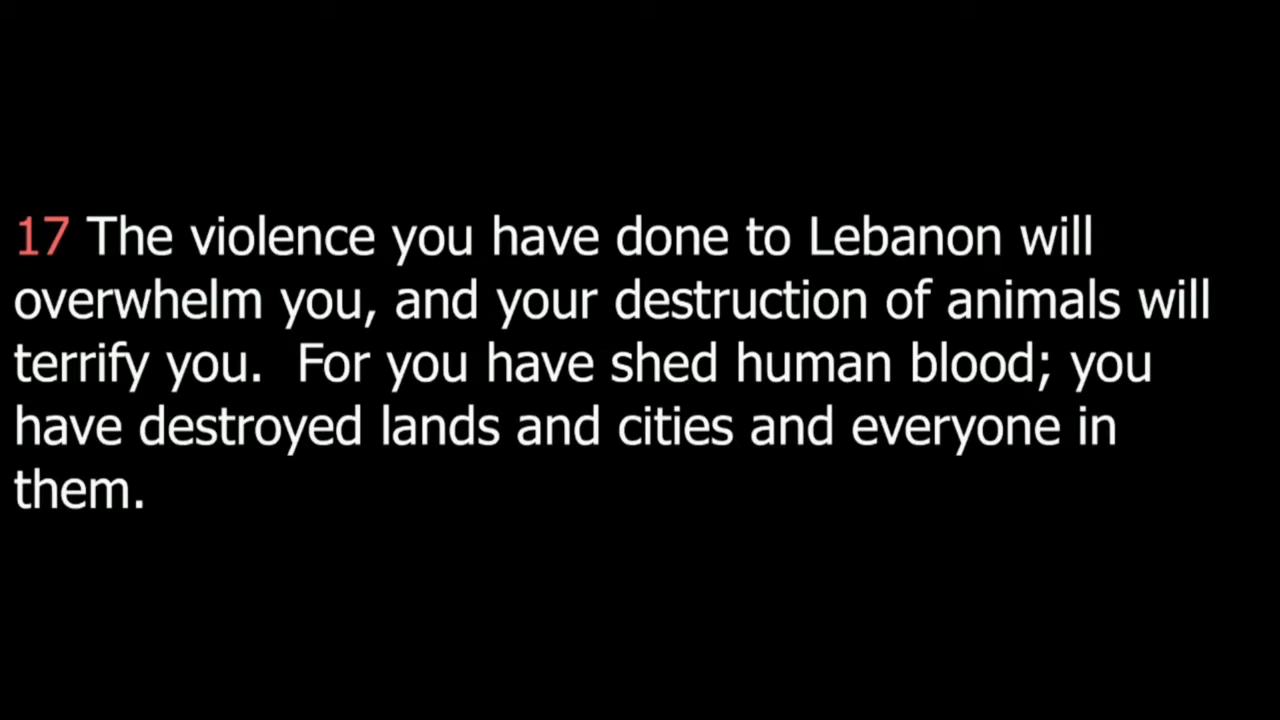 17 The violence you have done to Lebanon will
overwhelm you, and your destruction of animals will
terrify you.  For you have shed human blood; you
have destroyed lands and cities and everyone in
them.